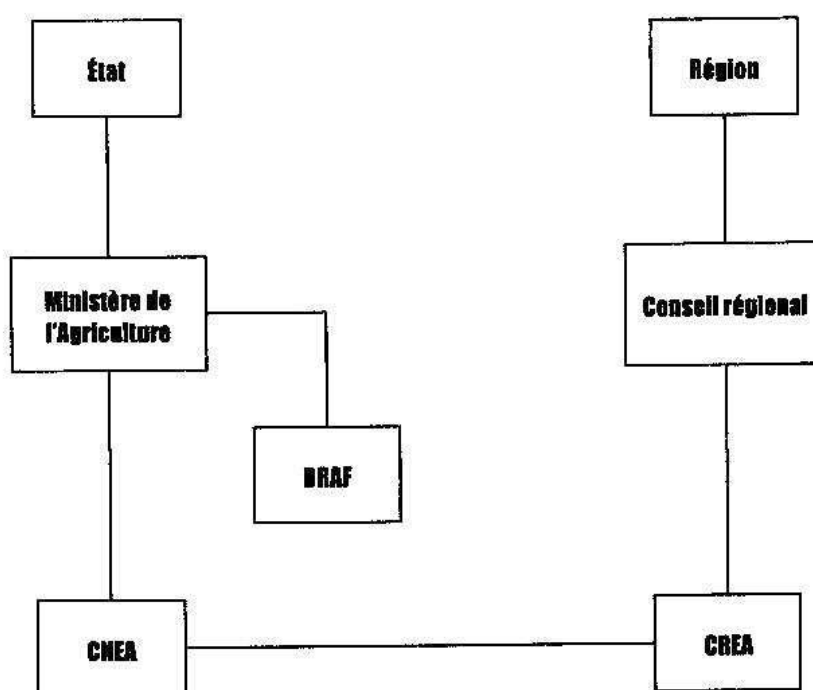 État
Région
Ministère de
l'Agriculture
Conseil régional
DRAF
CNEA
CREA